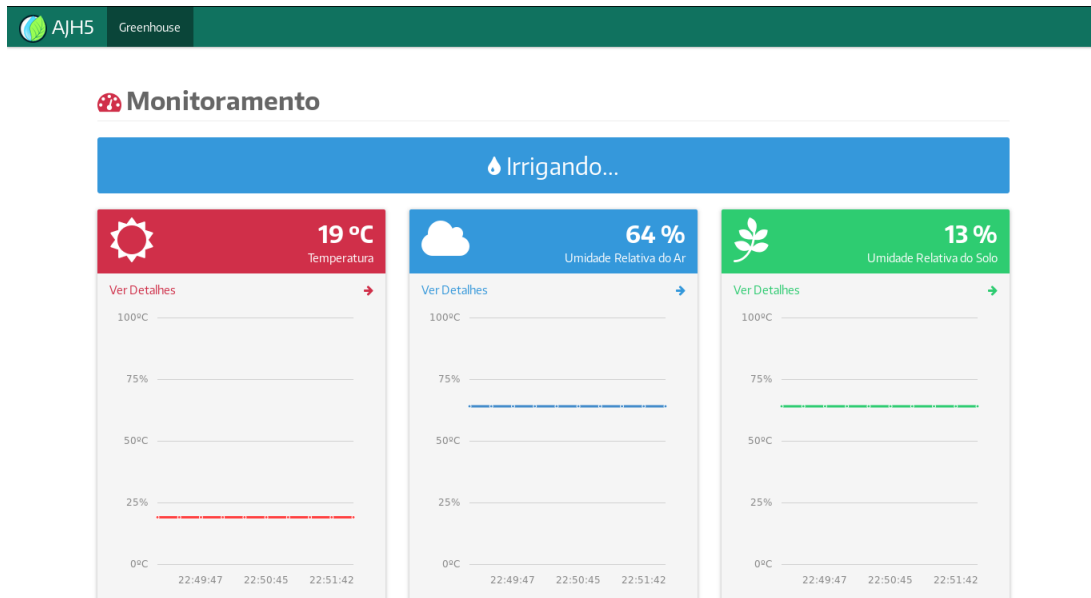 AJH5 Greenhouse
Monitoramento
Irrigando...
19 ºC
Temperatura
Ver Detalhes
100ºC
75%
50ºC
25%
0ºC
22:49:47 22:50:45 22:51:42
64 %
Umidade Relativa do Ar
Ver Detalhes
100ºC
75%
50ºC
25%
0ºC
22:49:47 22:50:45 22:51:42
13 %
Umidade Relativa do Solo
Ver Detalhes
100ºC
75%
50ºC
25%
0ºC
22:49:47 22:50:45 22:51:42